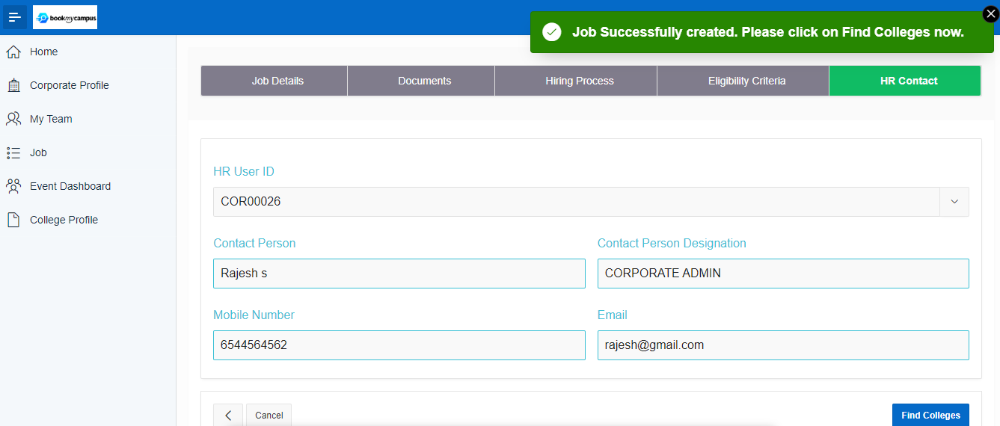 bookmycampus
Job Successfully created. Please click on Find Colleges now.
Home
Corporate Profile
My Team
Job
Event Dashboard
College Profile
Job Details
Documents
Hiring Process
Eligibility Criteria
HR Contact
HR User ID
COR00026
Contact Person
Contact Person Designation
Rajesh s
CORPORATE ADMIN
Mobile Number
Email
6544564562
rajesh@gmail.com
Cancel
Find Colleges